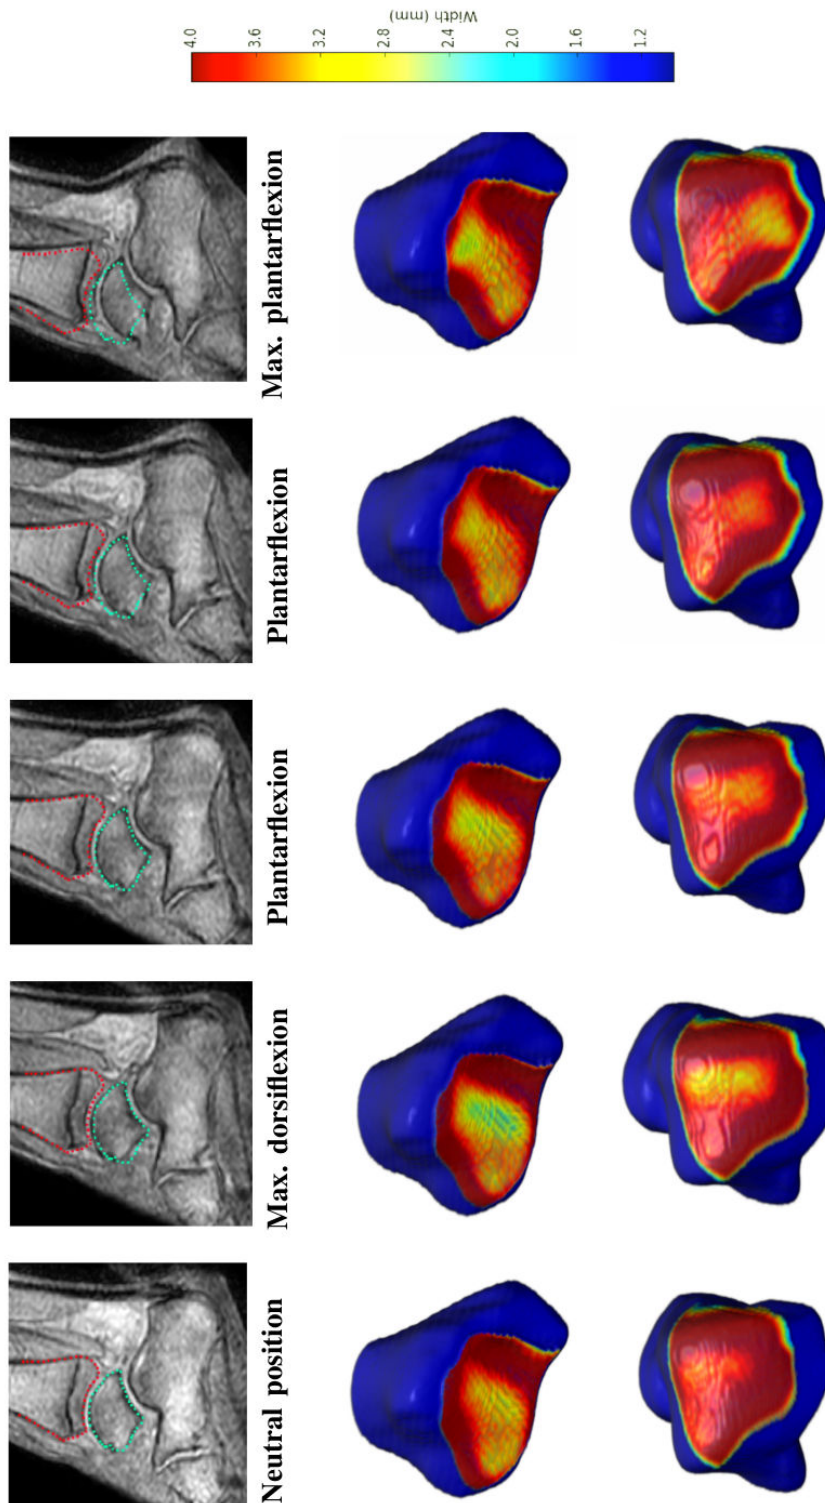 Neutral position
Max. dorsiflexion
Plantarflexion
Plantarflexion
Max. plantarflexion
4.0
3.6
3.2
2.8
2.4
2.0
1.6
1.2
Width (mm)